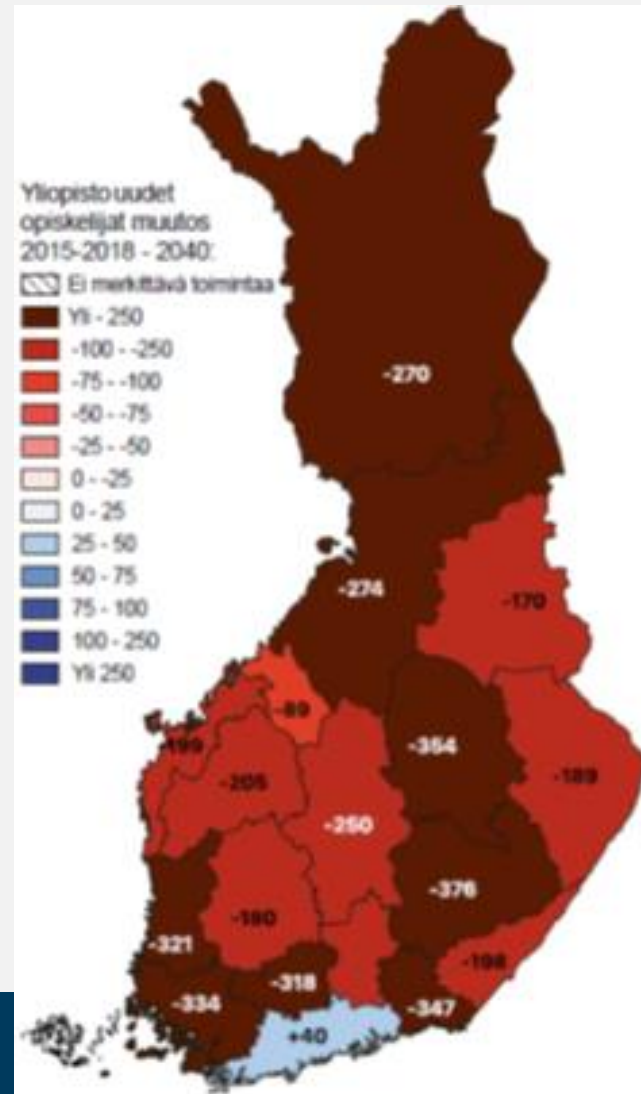 Yliopisto uudet
opiskelijat muutos
2015-2018 - 2040:
Ei merkittävä toimintaa
Yli - 250
-100 - -250
-75 - -100
-50 - -75
-25 - -50
0 - -25
0 - 25
25 - 50
50 - 75
75 - 100
100 - 250
Yli 250
-270
-274
-170
-89
-199
-354
-205
-189
-250
-376
-190
-321
-198
-318
-334
-347
+40